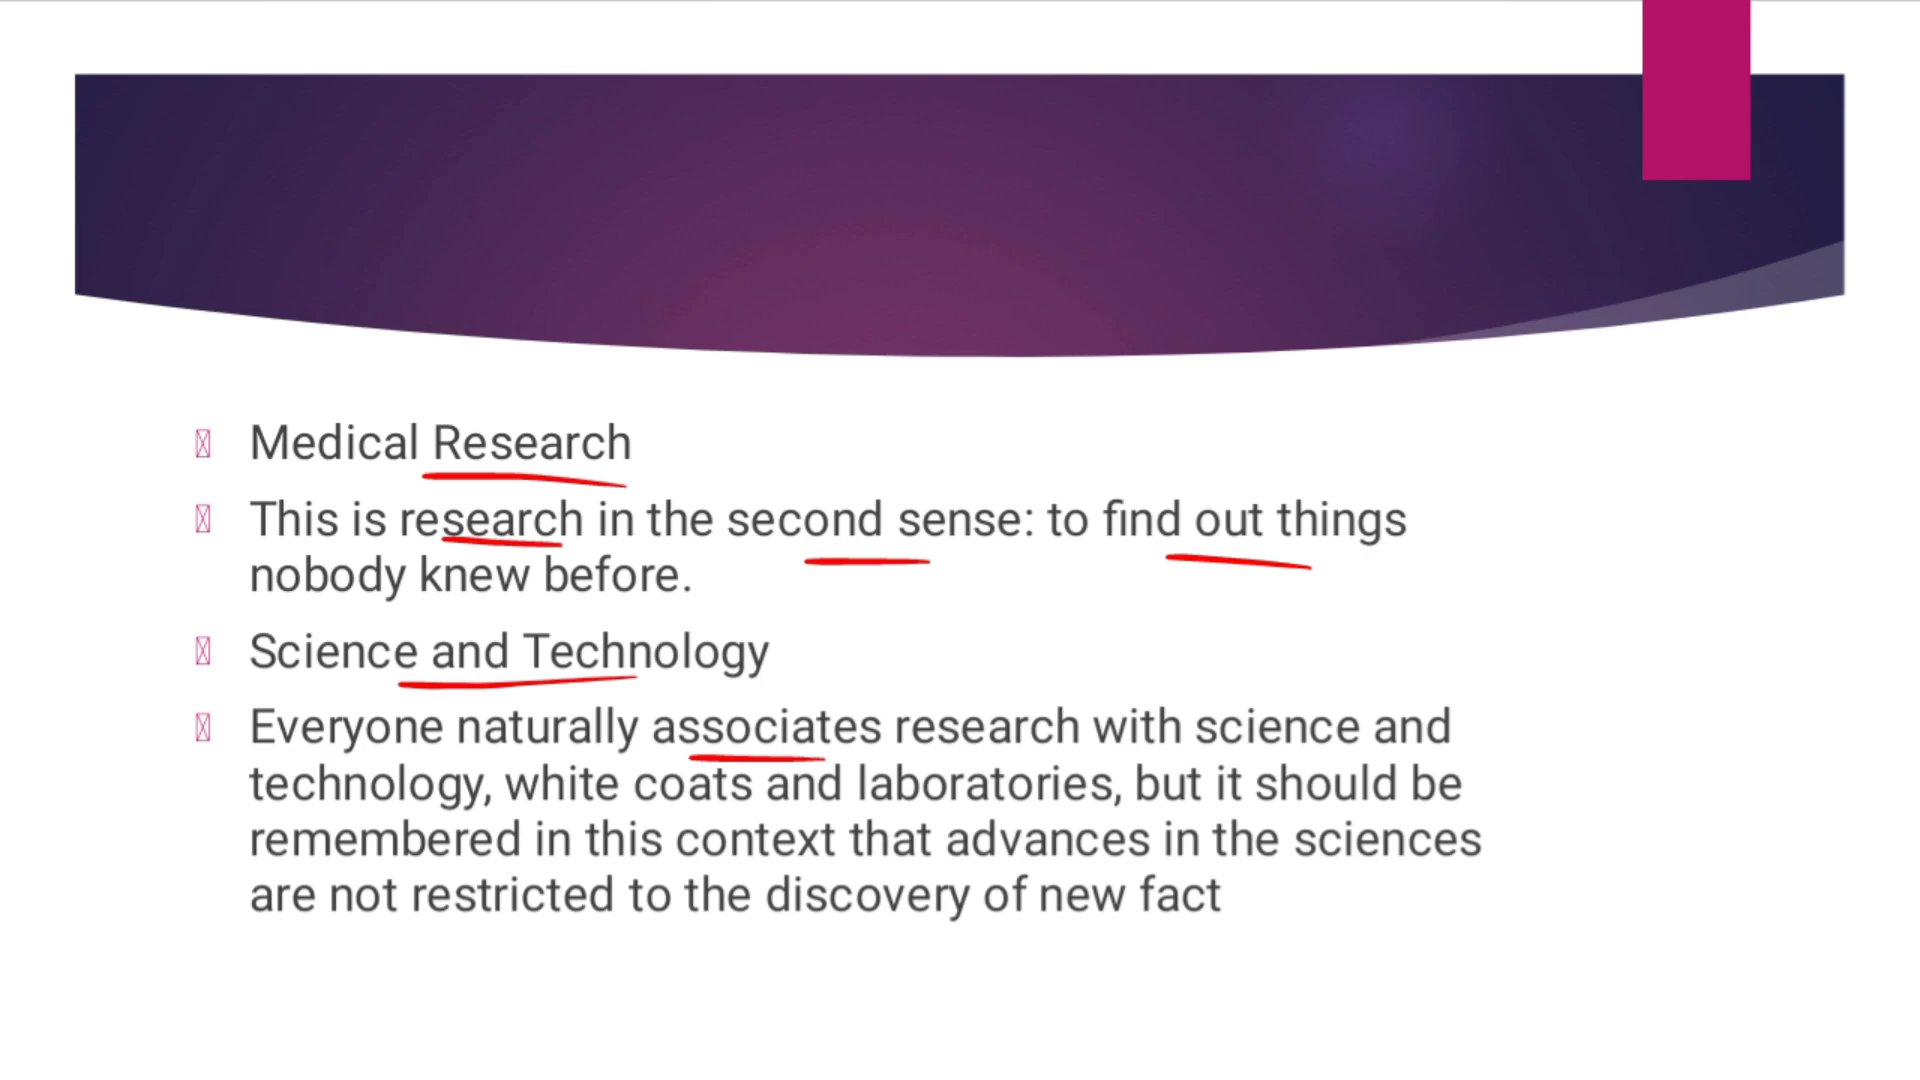 Medical Research
This is research in the second sense: to find out things
nobody knew before.
Science and Technology
Everyone naturally associates research with science and
technology, white coats and laboratories, but it should be
remembered in this context that advances in the sciences
are not restricted to the discovery of new fact